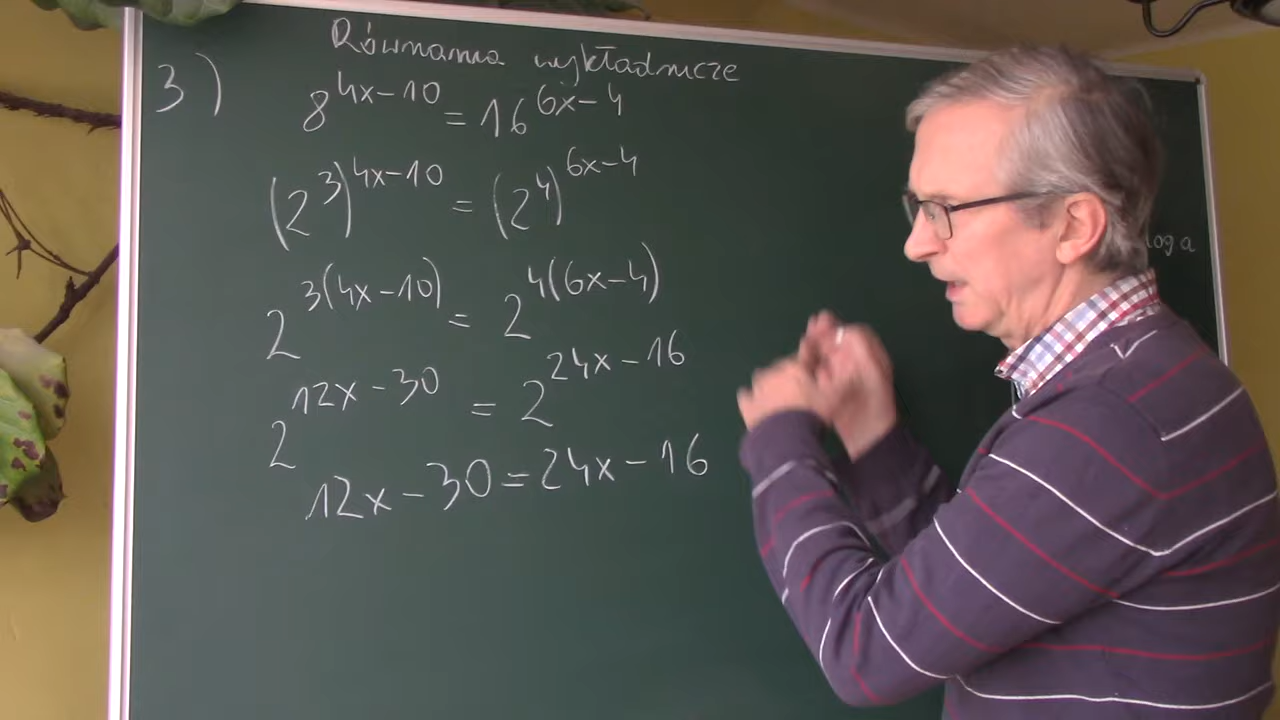 Równania wykładnicze
3) 8^{4x-10} = 16^{6x-4}
(2^3)^{4x-10} = (2^4)^{6x-4}
2^{3(4x-10)} = 2^{4(6x-4)}
2^{12x-30} = 2^{24x-16}
12x-30=24x-16